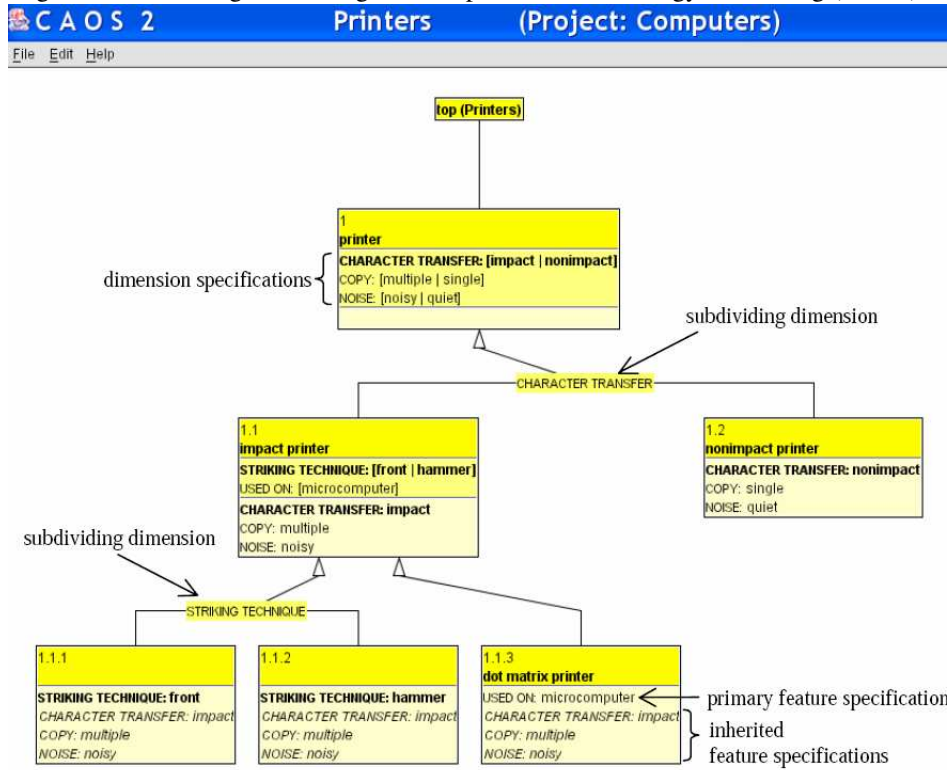 CAOS 2 Printers (Project: Computers)
File Edit Help
top (Printers)
1
printer
CHARACTER TRANSFER: [impact | nonimpact]
COPY: [multiple | single]
NOISE: [noisy | quiet]
dimension specifications
subdividing dimension
CHARACTER TRANSFER
1.1
impact printer
STRIKING TECHNIQUE: [front | hammer]
USED ON: [microcomputer]
CHARACTER TRANSFER: impact
COPY: multiple
NOISE: noisy
1.2
nonimpact printer
CHARACTER TRANSFER: nonimpact
COPY: single
NOISE: quiet
subdividing dimension
STRIKING TECHNIQUE
1.1.1
STRIKING TECHNIQUE: front
CHARACTER TRANSFER: impact
COPY: multiple
NOISE: noisy
1.1.2
STRIKING TECHNIQUE: hammer
CHARACTER TRANSFER: impact
COPY: multiple
NOISE: noisy
1.1.3
dot matrix printer
USED ON: microcomputer
CHARACTER TRANSFER: impact
COPY: multiple
NOISE: noisy
primary feature specification
inherited
feature specifications